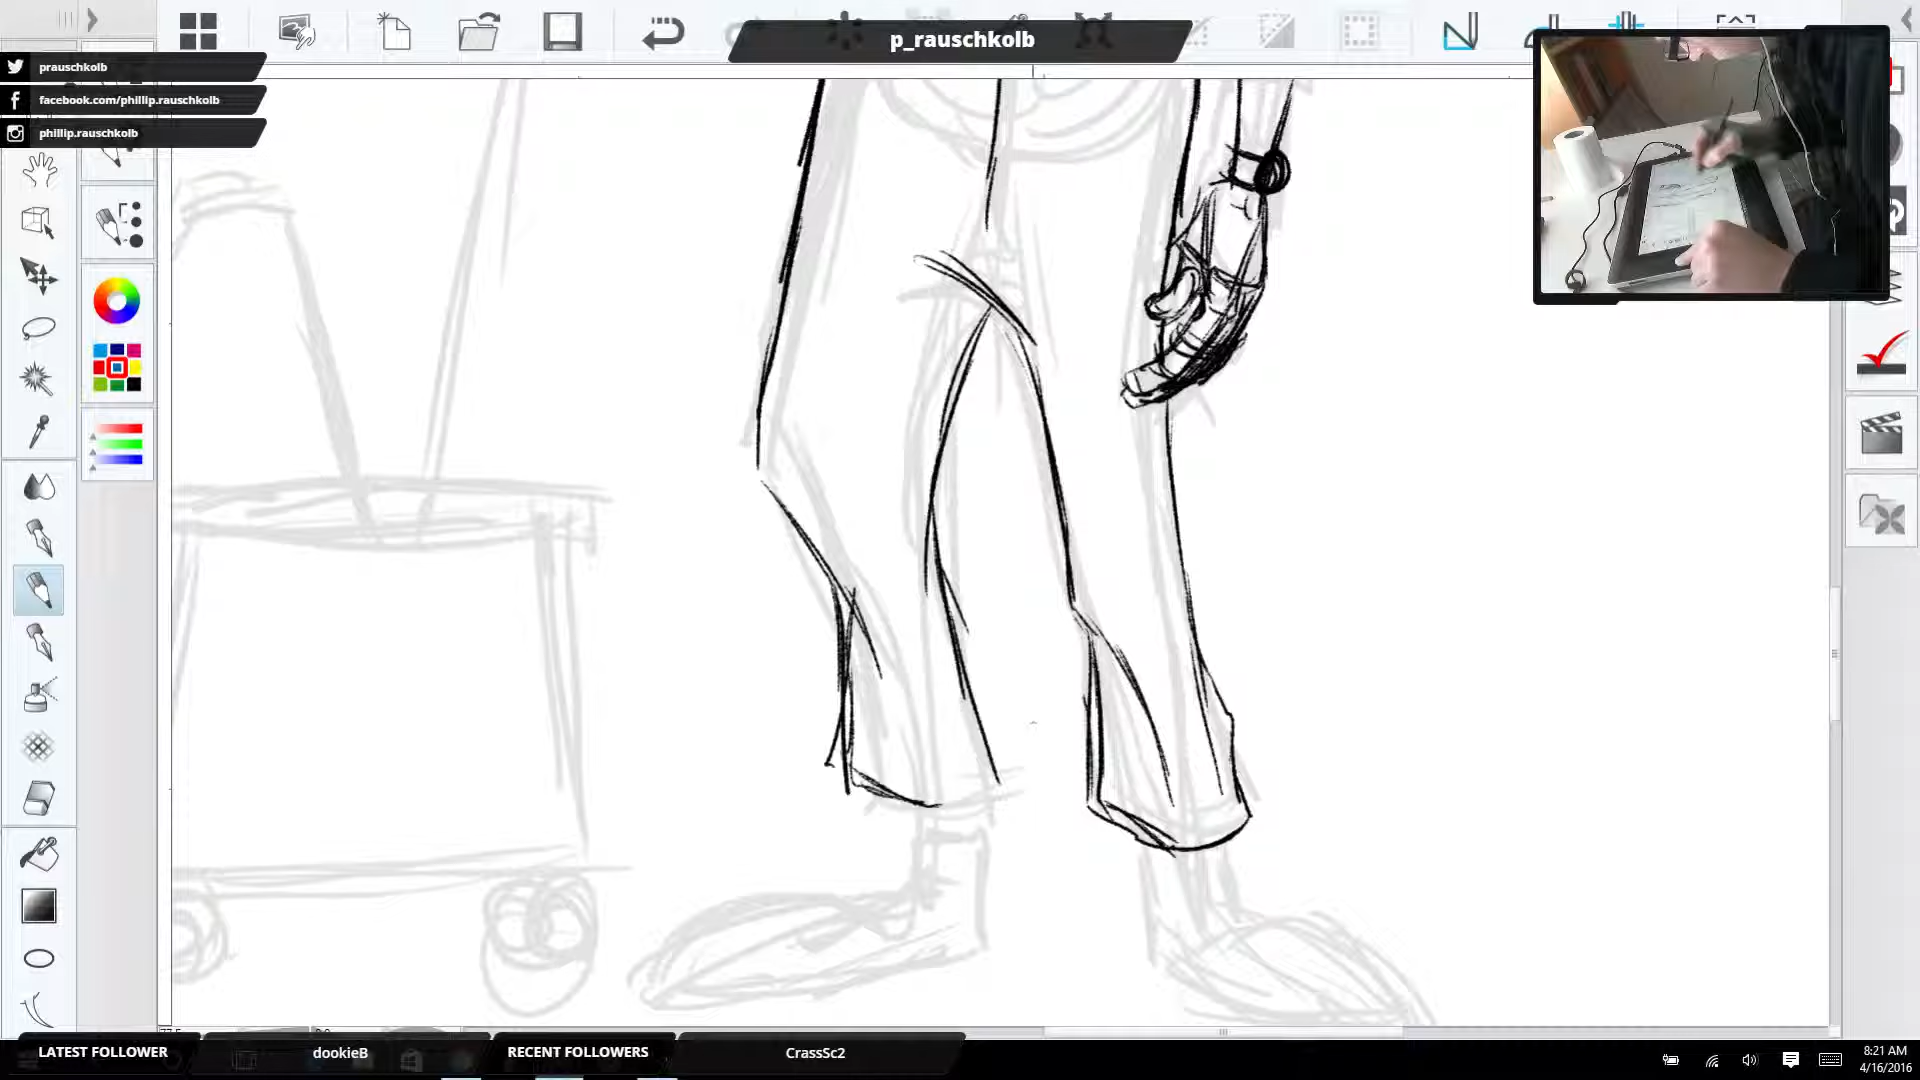 p_rauschkolb
prauschkolb
facebook.com/phillip.rauschkolb
phillip.rauschkolb
LATEST FOLLOWER
dookieB
RECENT FOLLOWERS
CrassSc2
8:21 AM
4/16/2016